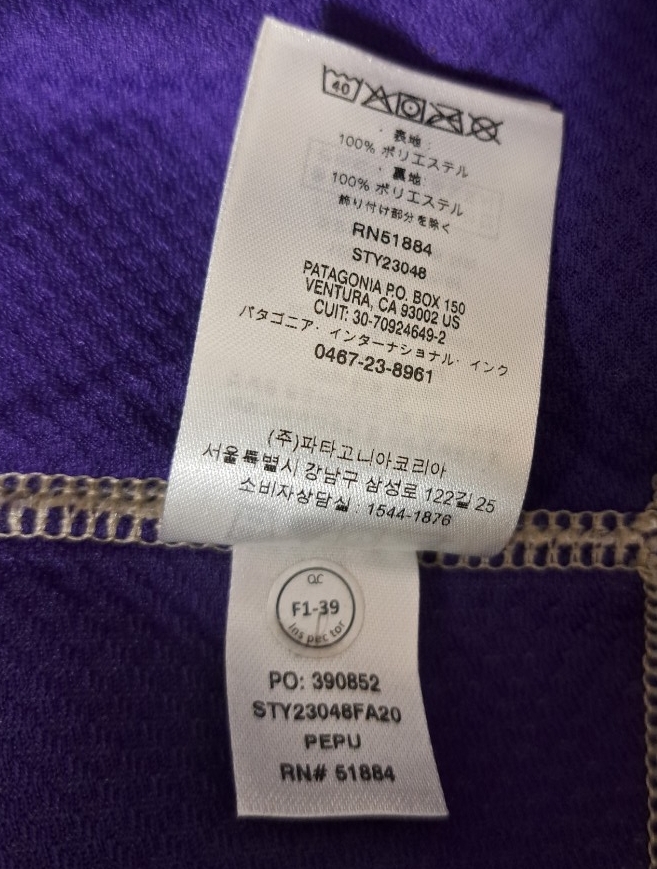 40
・表地:
100% ポリエステル
・裏地:
100% ポリエステル
飾り付け部分を除く
RN51884
STY23048
PATAGONIA P.O. BOX 150
VENTURA, CA 93002 US
CUIT: 30-70924649-2
パタゴニア・インターナショナル・インク
0467-23-8961
(주)파타고니아코리아
서울특별시 강남구 삼성로 122길 25
소비자상담실 : 1544-1876
QC
F1-39
Inspector
PO: 390852
STY23048FA20
PEPU
RN# 51884